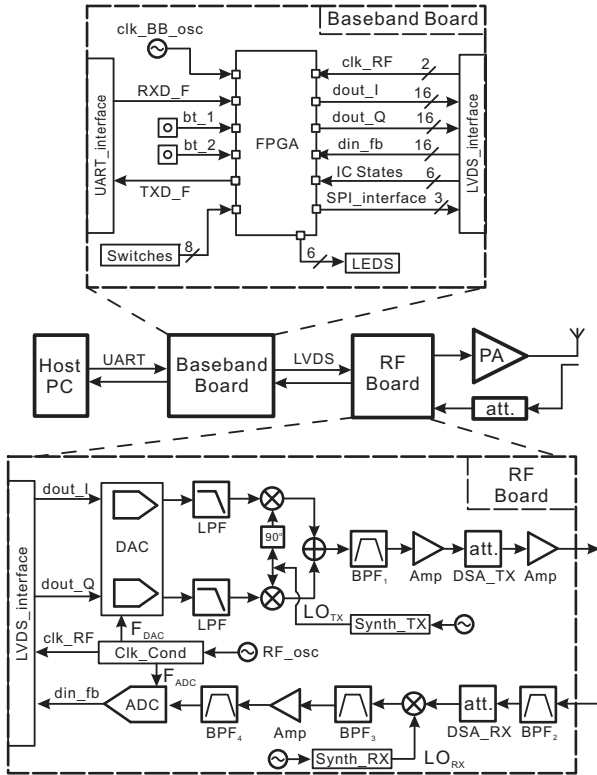 Baseband Board
clk_BB_osc
clk_RF 2
RXD_F
dout_I 16
bt_1
dout_Q 16
FPGA
bt_2
din_fb 16
IC States 6
TXD_F
SPI_interface 3
UART_interface
LVDS_interface
Switches 8
6 LEDS
Host PC
UART
Baseband Board
LVDS
RF Board
PA
att.
RF Board
LVDS_interface
dout_I
DAC
LPF
90°
BPF1
Amp
att.
DSA_TX
Amp
dout_Q
LPF
LOTX
Synth_TX
FDAC
clk_RF
Clk_Cond
RF_osc
FADC
din_fb
ADC
BPF4
Amp
BPF3
att.
DSA_RX
BPF2
Synth_RX
LORX